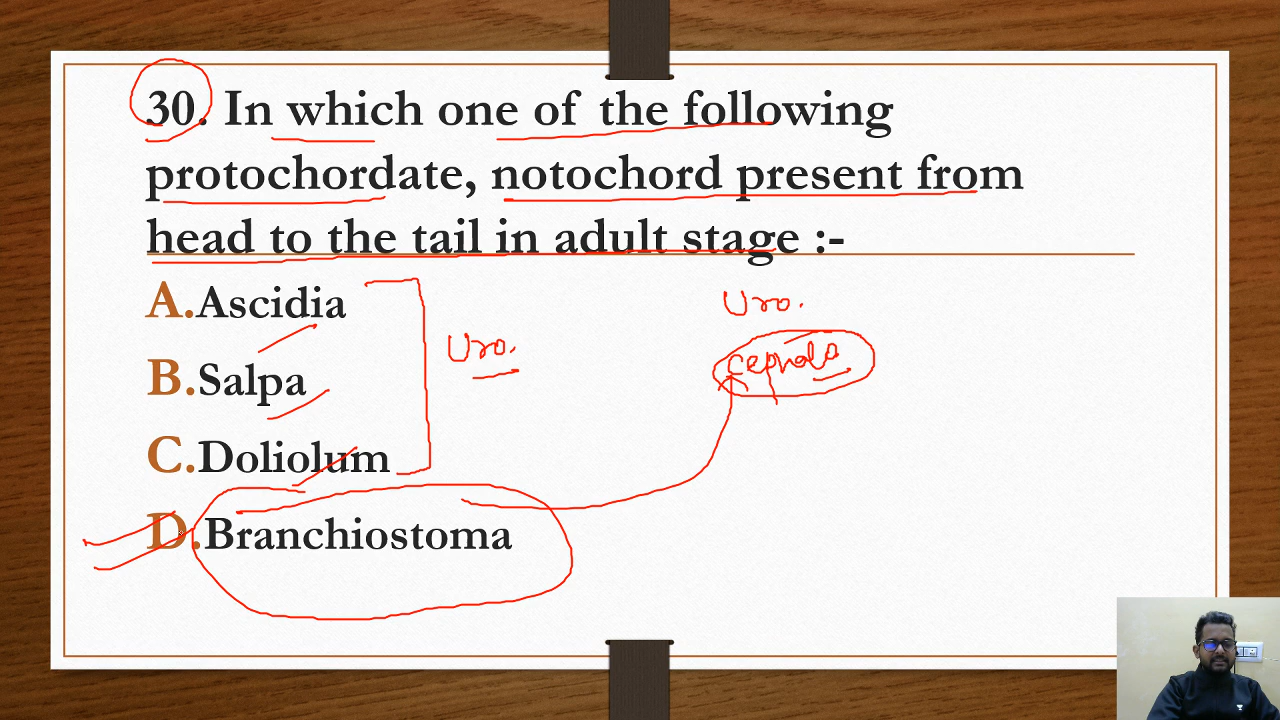 30. In which one of the following
protochordate, notochord present from
head to the tail in adult stage :-
A.Ascidia
Uro.
B.Salpa
Uro.
cephalo
C.Doliolum
D.Branchiostoma